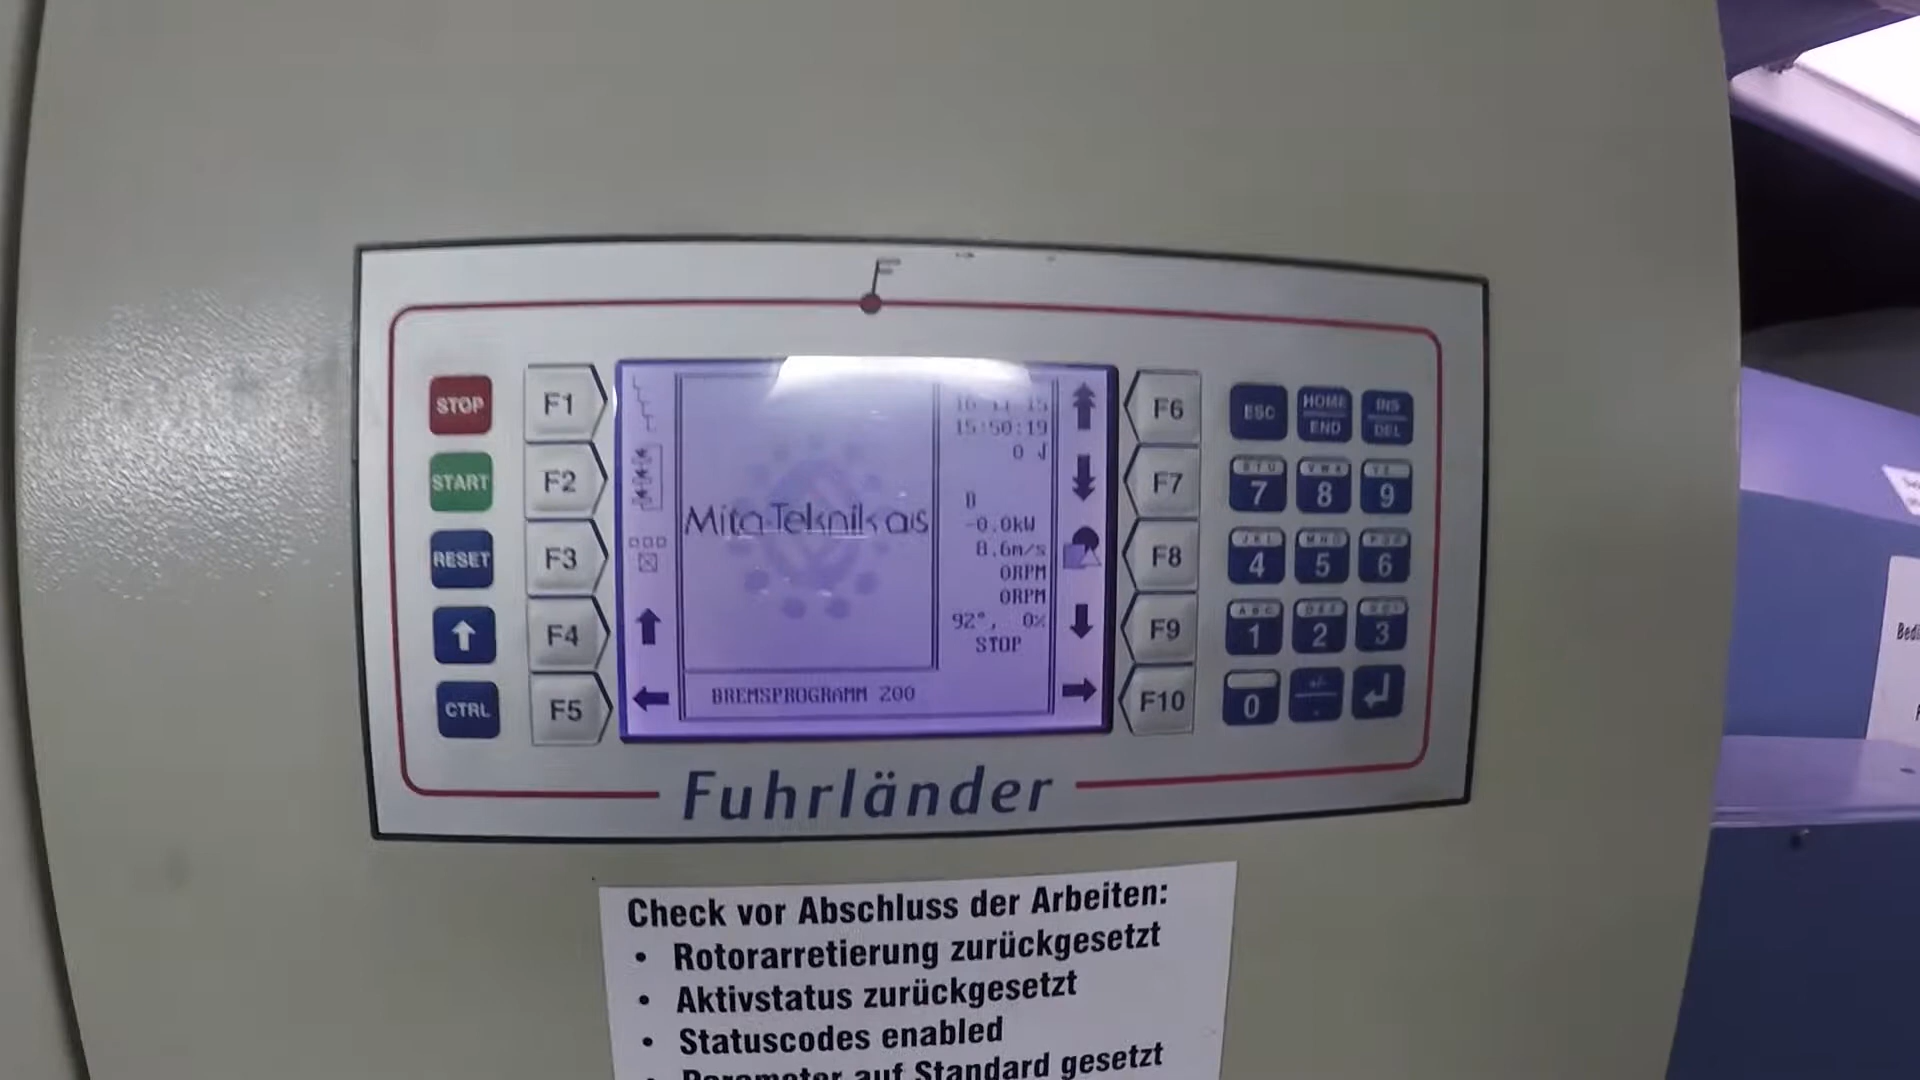 F
STOP
START
RESET
CTRL
F1
F2
F3
F4
F5
Mita-Teknik a/s
15:50:19
0 J
-0.0kW
8.6m/s
0RPM
0RPM
92°, 0%
STOP
BREMSPROGRAMM 200
F6
F7
F8
F9
F10
ESC
HOME
END
INS
DEL
7
8
9
4
5
6
ABC
1
DEF
2
3
0
+/-
.
Fuhrländer
Check vor Abschluss der Arbeiten:
• Rotorarretierung zurückgesetzt
• Aktivstatus zurückgesetzt
• Statuscodes enabled
• Parameter auf Standard gesetzt